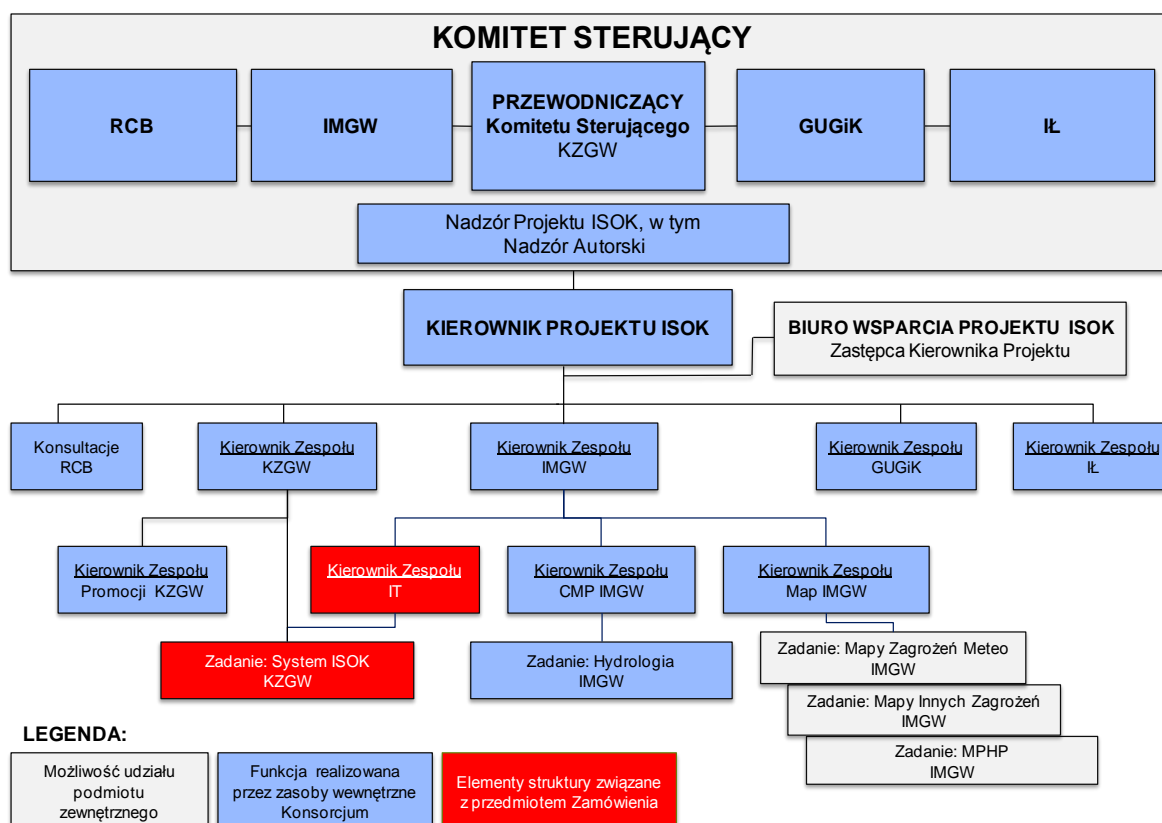 KOMITET STERUJĄCY
RCB
IMGW
PRZEWODNICZĄCY
Komitetu Sterującego
KZGW
GUGiK
IŁ
Nadzór Projektu ISOK, w tym
Nadzór Autorski
KIEROWNIK PROJEKTU ISOK
BIURO WSPARCIA PROJEKTU ISOK
Zastępca Kierownika Projektu
Konsultacje
RCB
Kierownik Zespołu
KZGW
Kierownik Zespołu
IMGW
Kierownik Zespołu
GUGiK
Kierownik Zespołu
IŁ
Kierownik Zespołu
Promocji KZGW
Kierownik Zespołu
IT
Kierownik Zespołu
CMP IMGW
Kierownik Zespołu
Map IMGW
Zadanie: System ISOK
KZGW
Zadanie: Hydrologia
IMGW
Zadanie: Mapy Zagrożeń Meteo
IMGW
Zadanie: Mapy Innych Zagrożeń
IMGW
Zadanie: MPHP
IMGW
LEGENDA:
Możliwość udziału
podmiotu
zewnętrznego
Funkcja realizowana
przez zasoby wewnętrzne
Konsorcjum
Elementy struktury związane
z przedmiotem Zamówienia